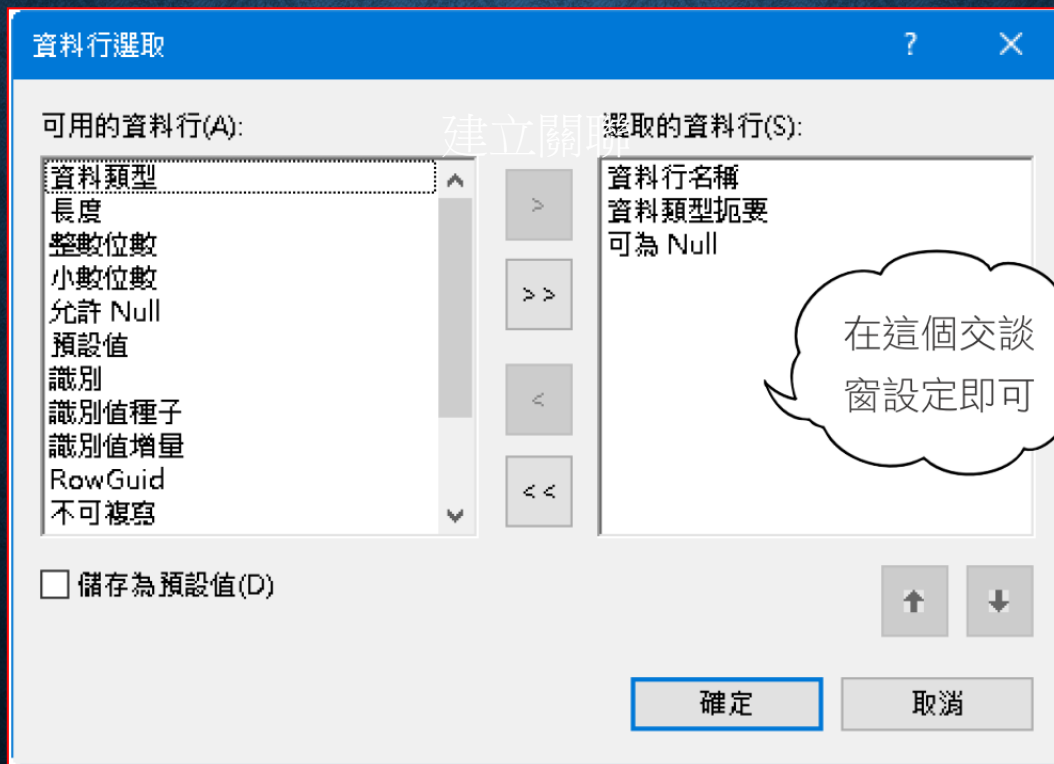 資料行選取
可用的資料行(A):
建立關聯
選取的資料行(S):
資料類型
長度
整數位數
小數位數
允許 Null
預設值
識別
識別值種子
識別值增量
RowGuid
不可複寫
>
>>
<
<<
資料行名稱
資料類型扼要
可為 Null
在這個交談
窗設定即可
儲存為預設值(D)
確定
取消